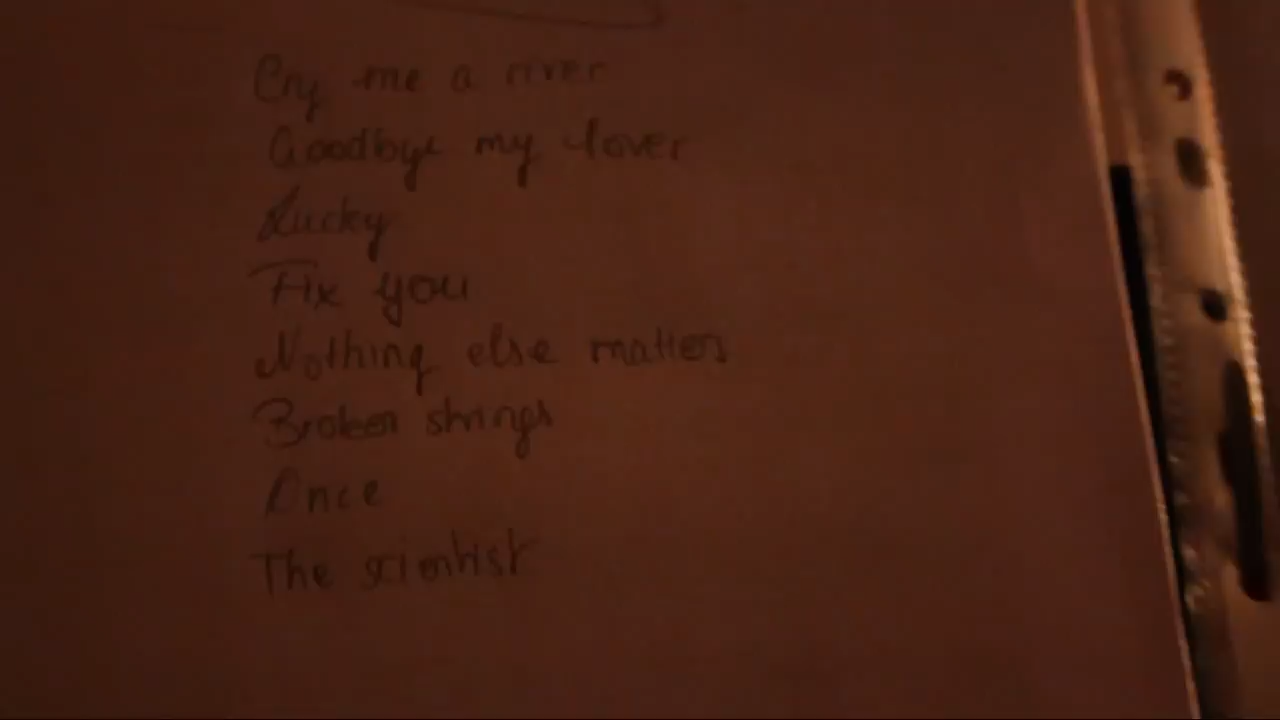 Cry me a river
Goodbye my lover
Lucky
Fix you
Nothing else matters
Broken strings
Once
The scientist